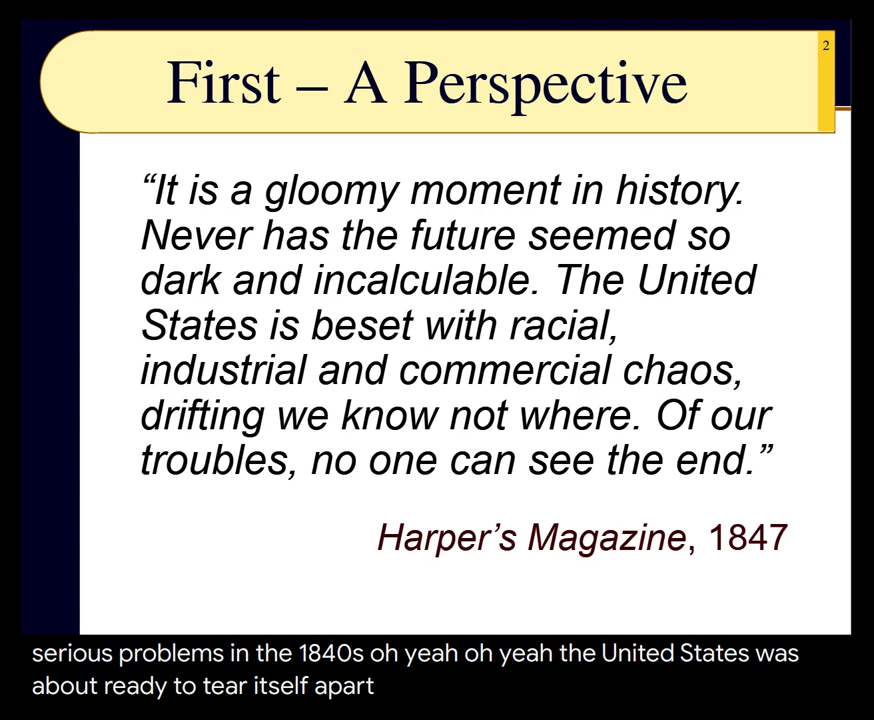 2
First – A Perspective
“It is a gloomy moment in history.
Never has the future seemed so
dark and incalculable. The United
States is beset with racial,
industrial and commercial chaos,
drifting we know not where. Of our
troubles, no one can see the end.”
Harper’s Magazine, 1847
serious problems in the 1840s oh yeah oh yeah the United States was
about ready to tear itself apart